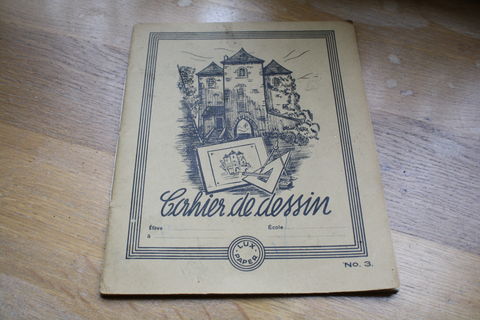 Cahier de dessin
Élève École
à
LUX
PAPER
No. 3.